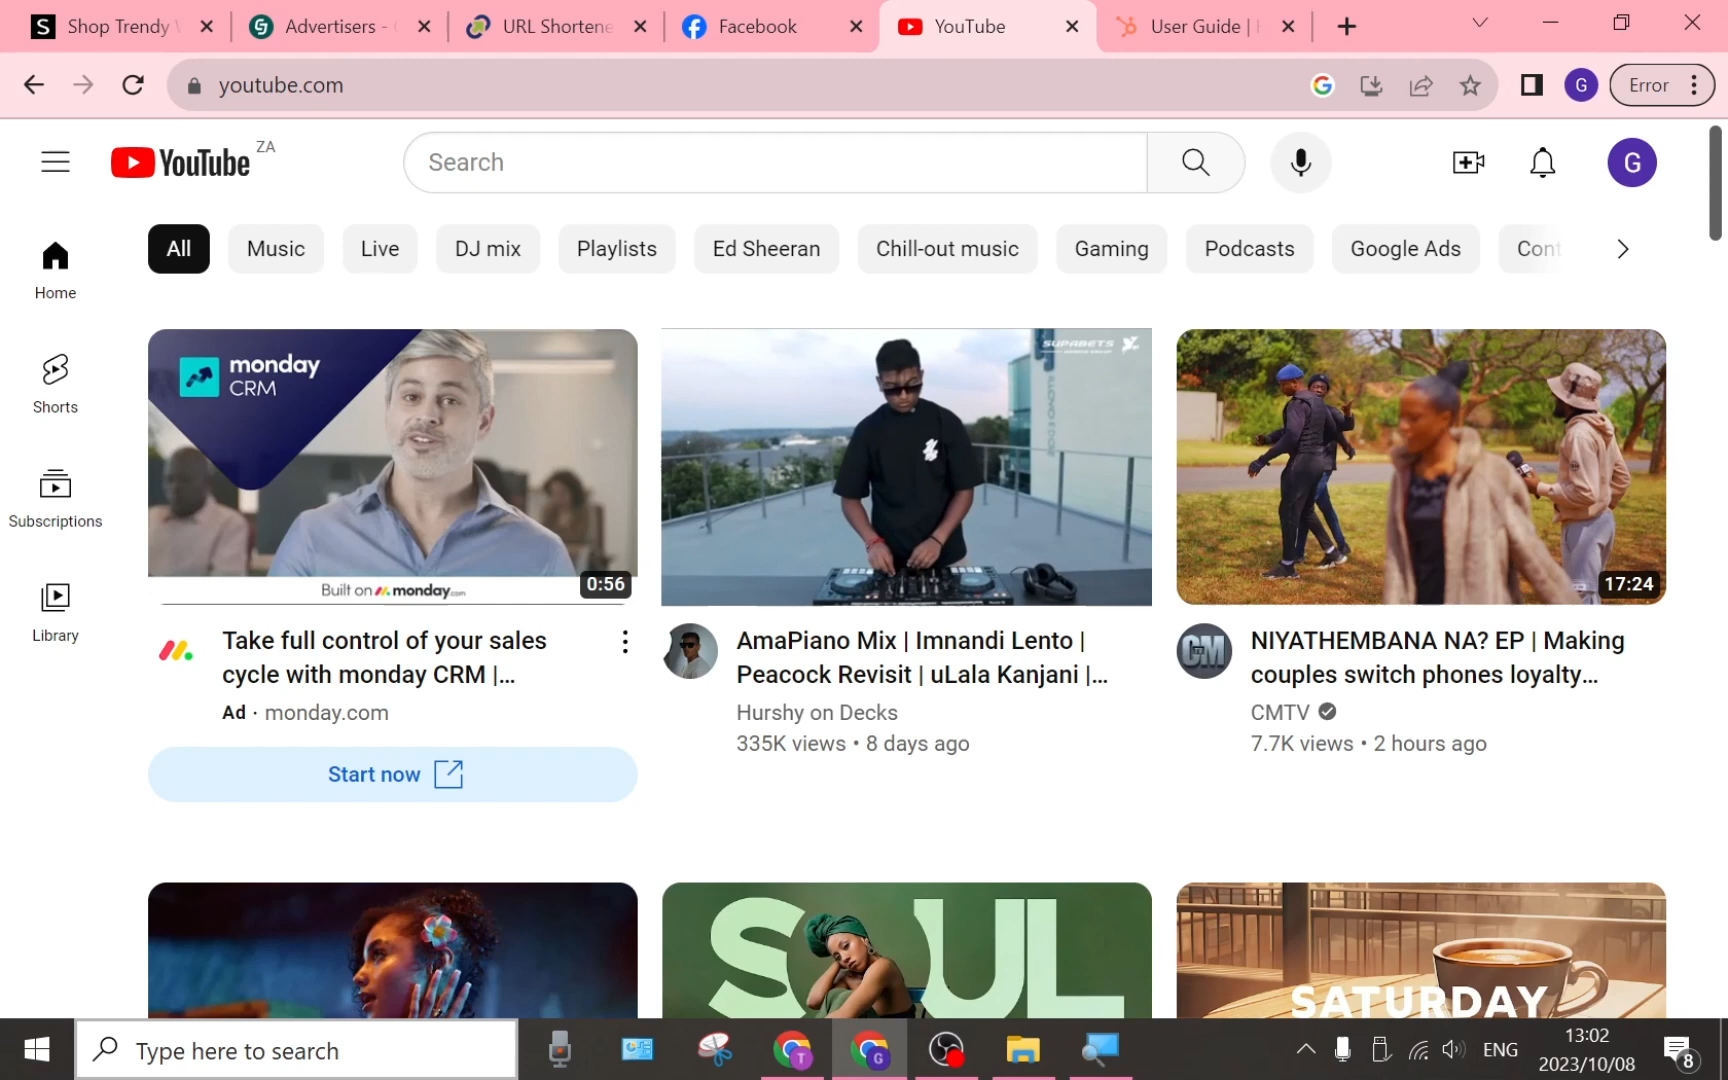 Shop Trendy
Advertisers -
URL Shortene
Facebook
YouTube
User Guide |
youtube.com
G
Error
YouTube ZA
Search
G
All
Music
Live
DJ mix
Playlists
Ed Sheeran
Chill-out music
Gaming
Podcasts
Google Ads
Cont
Home
Shorts
Subscriptions
Library
monday
CRM
Built on monday.com
0:56
SUPABETS
17:24
Take full control of your sales
cycle with monday CRM |...
Ad · monday.com
Start now
AmaPiano Mix | Imnandi Lento |
Peacock Revisit | uLala Kanjani |...
Hurshy on Decks
335K views • 8 days ago
CM
NIYATHEMBANA NA? EP | Making
couples switch phones loyalty...
CMTV
7.7K views • 2 hours ago
SOUL
SATURDAY
Type here to search
T
G
ENG
13:02
2023/10/08
8